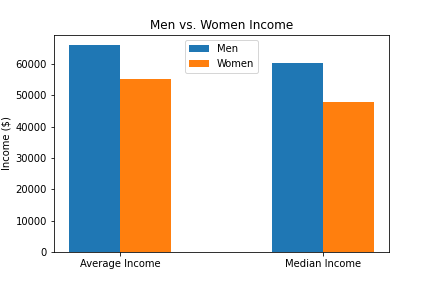 Men vs. Women Income
Men
Women
Income ($)
60000
50000
40000
30000
20000
10000
0
Average Income
Median Income